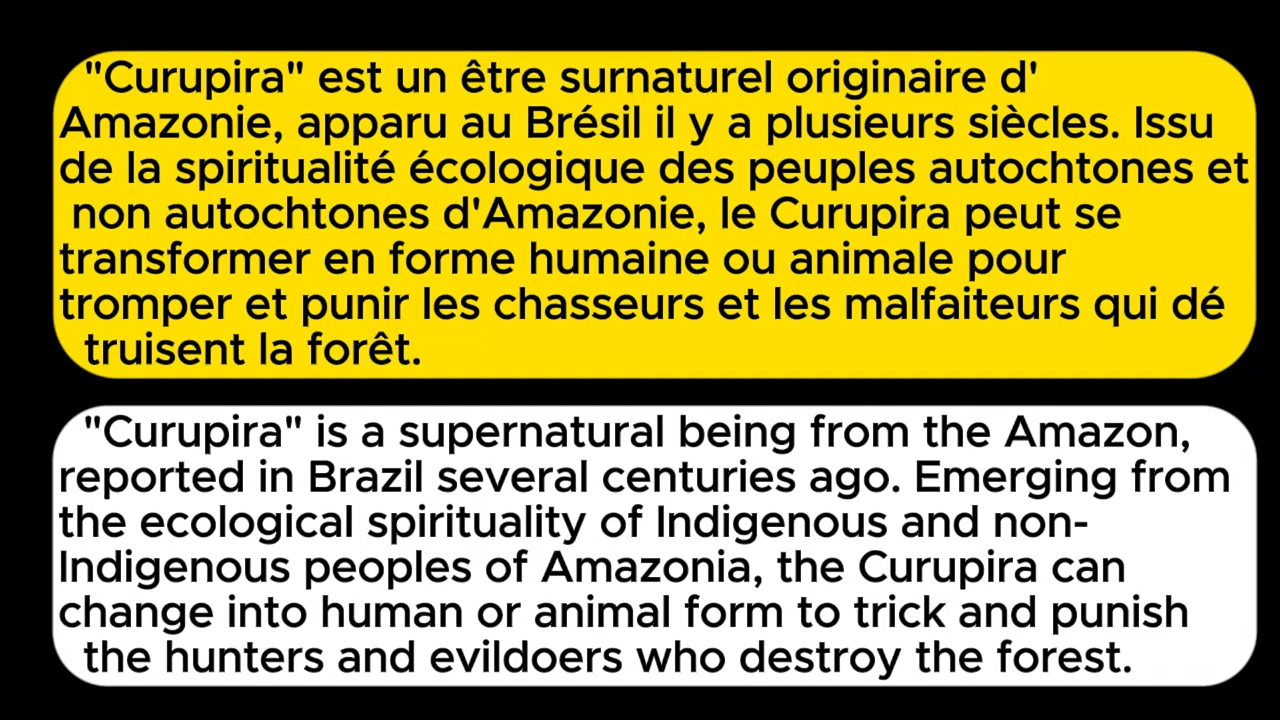 "Curupira" est un être surnaturel originaire d'
Amazonie, apparu au Brésil il y a plusieurs siècles. Issu
de la spiritualité écologique des peuples autochtones et
non autochtones d'Amazonie, le Curupira peut se
transformer en forme humaine ou animale pour
tromper et punir les chasseurs et les malfaiteurs qui dé
truisent la forêt.
"Curupira" is a supernatural being from the Amazon,
reported in Brazil several centuries ago. Emerging from
the ecological spirituality of Indigenous and non-
Indigenous peoples of Amazonia, the Curupira can
change into human or animal form to trick and punish
the hunters and evildoers who destroy the forest.